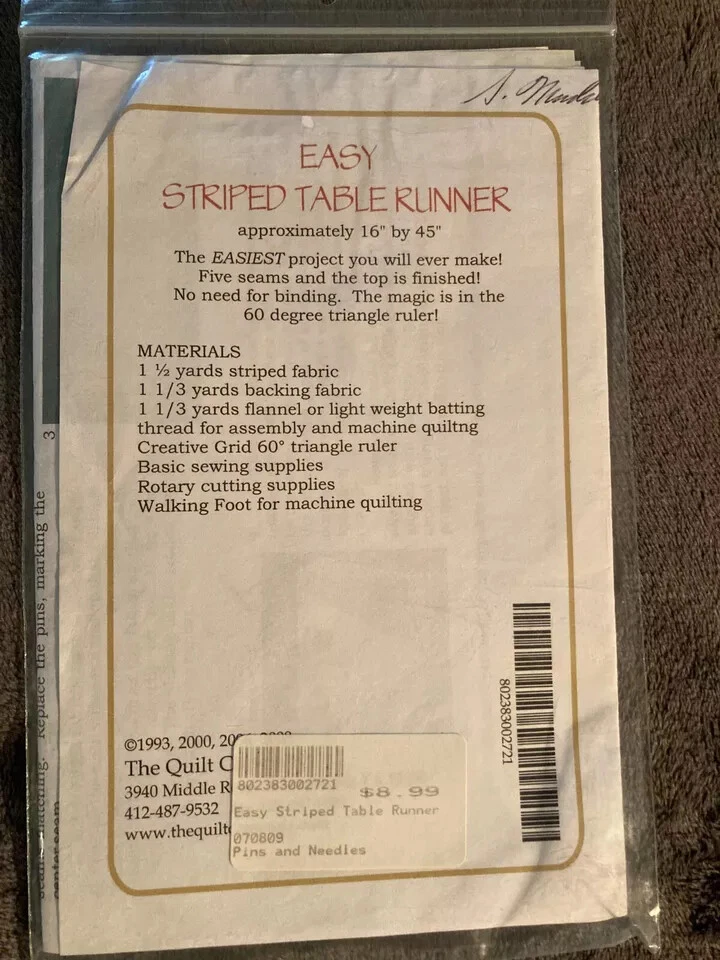 EASY
STRIPED TABLE RUNNER
approximately 16" by 45"
The EASIEST project you will ever make!
Five seams and the top is finished!
No need for binding. The magic is in the
60 degree triangle ruler!
MATERIALS
1 ½ yards striped fabric
1 1/3 yards backing fabric
1 1/3 yards flannel or light weight batting
thread for assembly and machine quiltng
Creative Grid 60° triangle ruler
Basic sewing supplies
Rotary cutting supplies
Walking Foot for machine quilting
802383002721
©1993, 2000,
The Quilt
3940 Middle
412-487-9532
www.thequilt
802383002721
$8.99
Easy Striped Table Runner
070809
Pins and Needles
3
Replace the pins, marking the
center seam